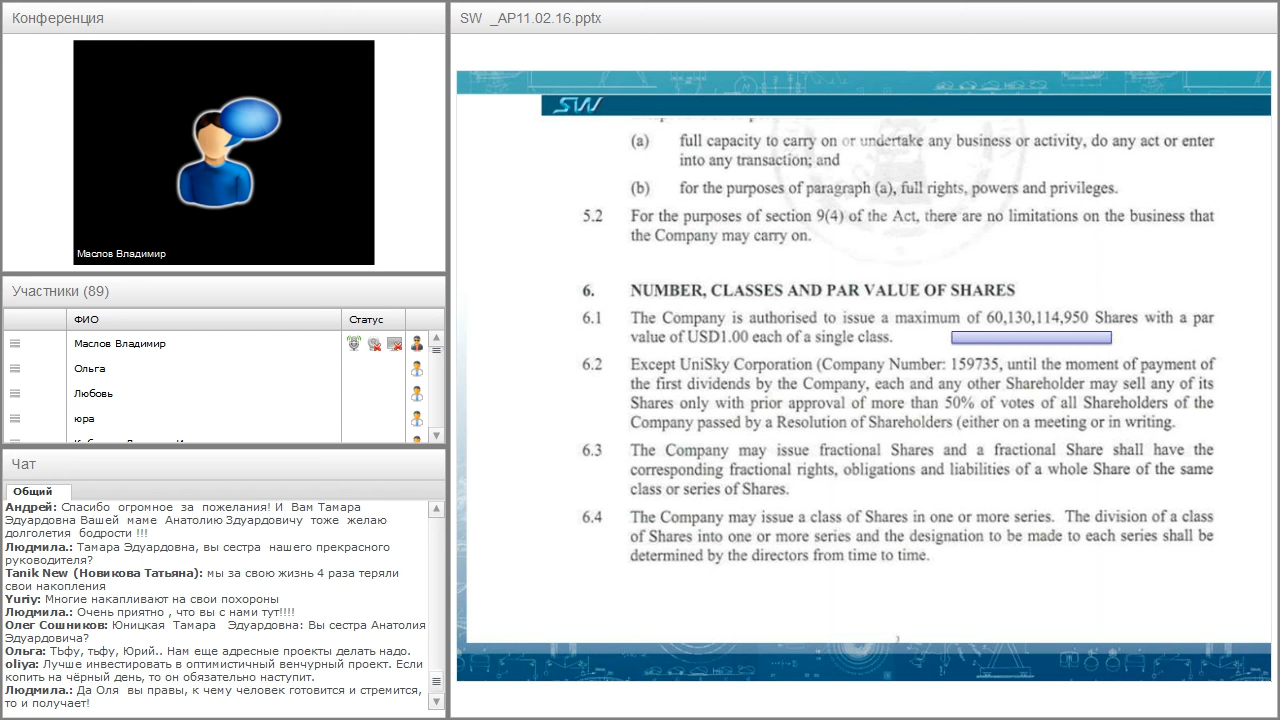 Конференция
Маслов Владимир
Участники (89)
ФИО
Статус
Маслов Владимир
Ольга
Любовь
юра
Чат
Общий
Андрей: Спасибо огромное за пожелания! И Вам Тамара
Эдуардовна Вашей маме Анатолию Здуардовичу тоже желаю
долголетия бодрости !!!
Людмила.: Тамара Эдуардовна, вы сестра нашего прекрасного
руководителя?
Tanik New (Новикова Татьяна): мы за свою жизнь 4 раза теряли
свои накопления
Yuriy: Многие накапливают на свои похороны
Людмила.: Очень приятно , что вы с нами тут!!!!
Олег Сошников: Юницкая Тамара Эдуардовна: Вы сестра Анатолия
Эдуардовича?
Ольга: Тьфу, тьфу, Юрий.. Нам еще адресные проекты делать надо.
oliya: Лучше инвестировать в оптимистичный венчурный проект. Если
копить на чёрный день, то он обязательно наступит.
Людмила.: Да Оля вы правы, к чему человек готовится и стремится,
то и получает!
SW _AP11.02.16.pptx
SW
(a) full capacity to carry on or undertake any business or activity, do any act or enter
into any transaction; and
(b) for the purposes of paragraph (a), full rights, powers and privileges.
5.2 For the purposes of section 9(4) of the Act, there are no limitations on the business that
the Company may carry on.
6. NUMBER, CLASSES AND PAR VALUE OF SHARES
6.1 The Company is authorised to issue a maximum of 60,130,114,950 Shares with a par
value of USD1.00 each of a single class.
6.2 Except UniSky Corporation (Company Number: 159735, until the moment of payment of
the first dividends by the Company, each and any other Shareholder may sell any of its
Shares only with prior approval of more than 50% of votes of all Shareholders of the
Company passed by a Resolution of Shareholders (either on a meeting or in writing.
6.3 The Company may issue fractional Shares and a fractional Share shall have the
corresponding fractional rights, obligations and liabilities of a whole Share of the same
class or series of Shares.
6.4 The Company may issue a class of Shares in one or more series. The division of a class
of Shares into one or more series and the designation to be made to each series shall be
determined by the directors from time to time.